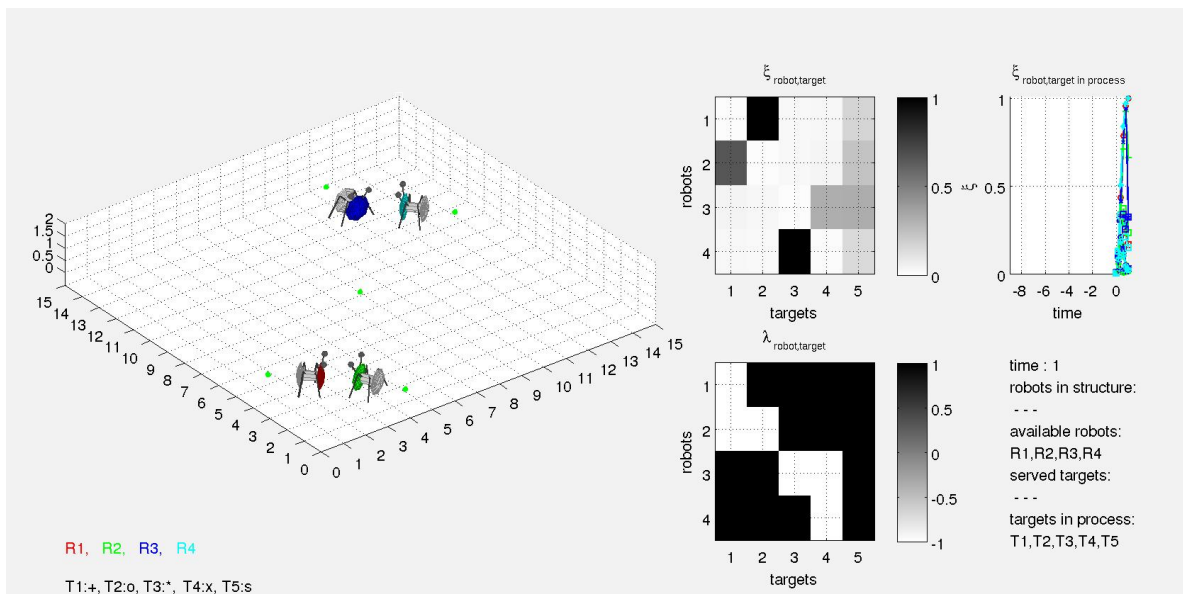 2
1.5
1
0.5
0
15
14
13
12
11
10
9
8
7
6
5
4
3
2
1
0
0
1
2
3
4
5
6
7
8
9
10
11
12
13
14
15
R1, R2, R3, R4
T1:+, T2:o, T3:*, T4:x, T5:s
ξ robot,target
1
2
3
4
robots
1 2 3 4 5
targets
1
0.5
0
ξ robot,target in process
1
0.5
0
ξ
-8 -6 -4 -2 0
time
λ robot,target
1
2
3
4
robots
1 2 3 4 5
targets
1
0.5
0
-0.5
-1
time : 1
robots in structure:
- - -
available robots:
R1,R2,R3,R4
served targets:
- - -
targets in process:
T1,T2,T3,T4,T5